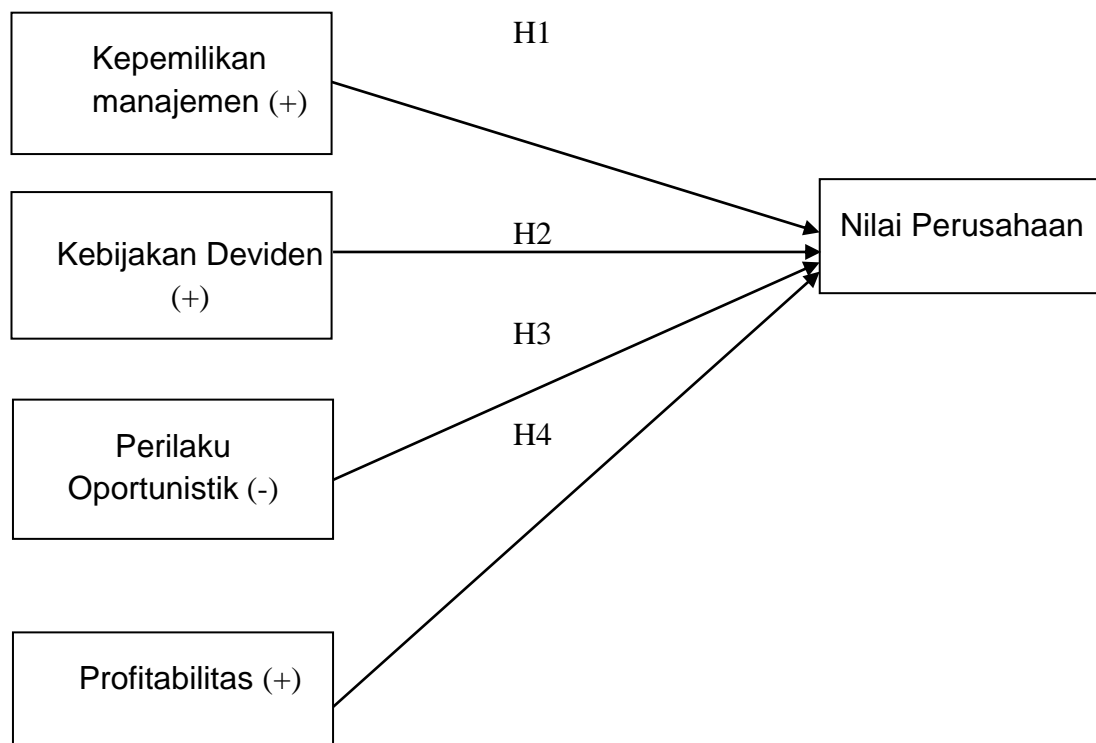 H1
Kepemilikan
manajemen (+)
Nilai Perusahaan
H2
Kebijakan Deviden
(+)
H3
Perilaku
Oportunistik (-)
H4
Profitabilitas (+)